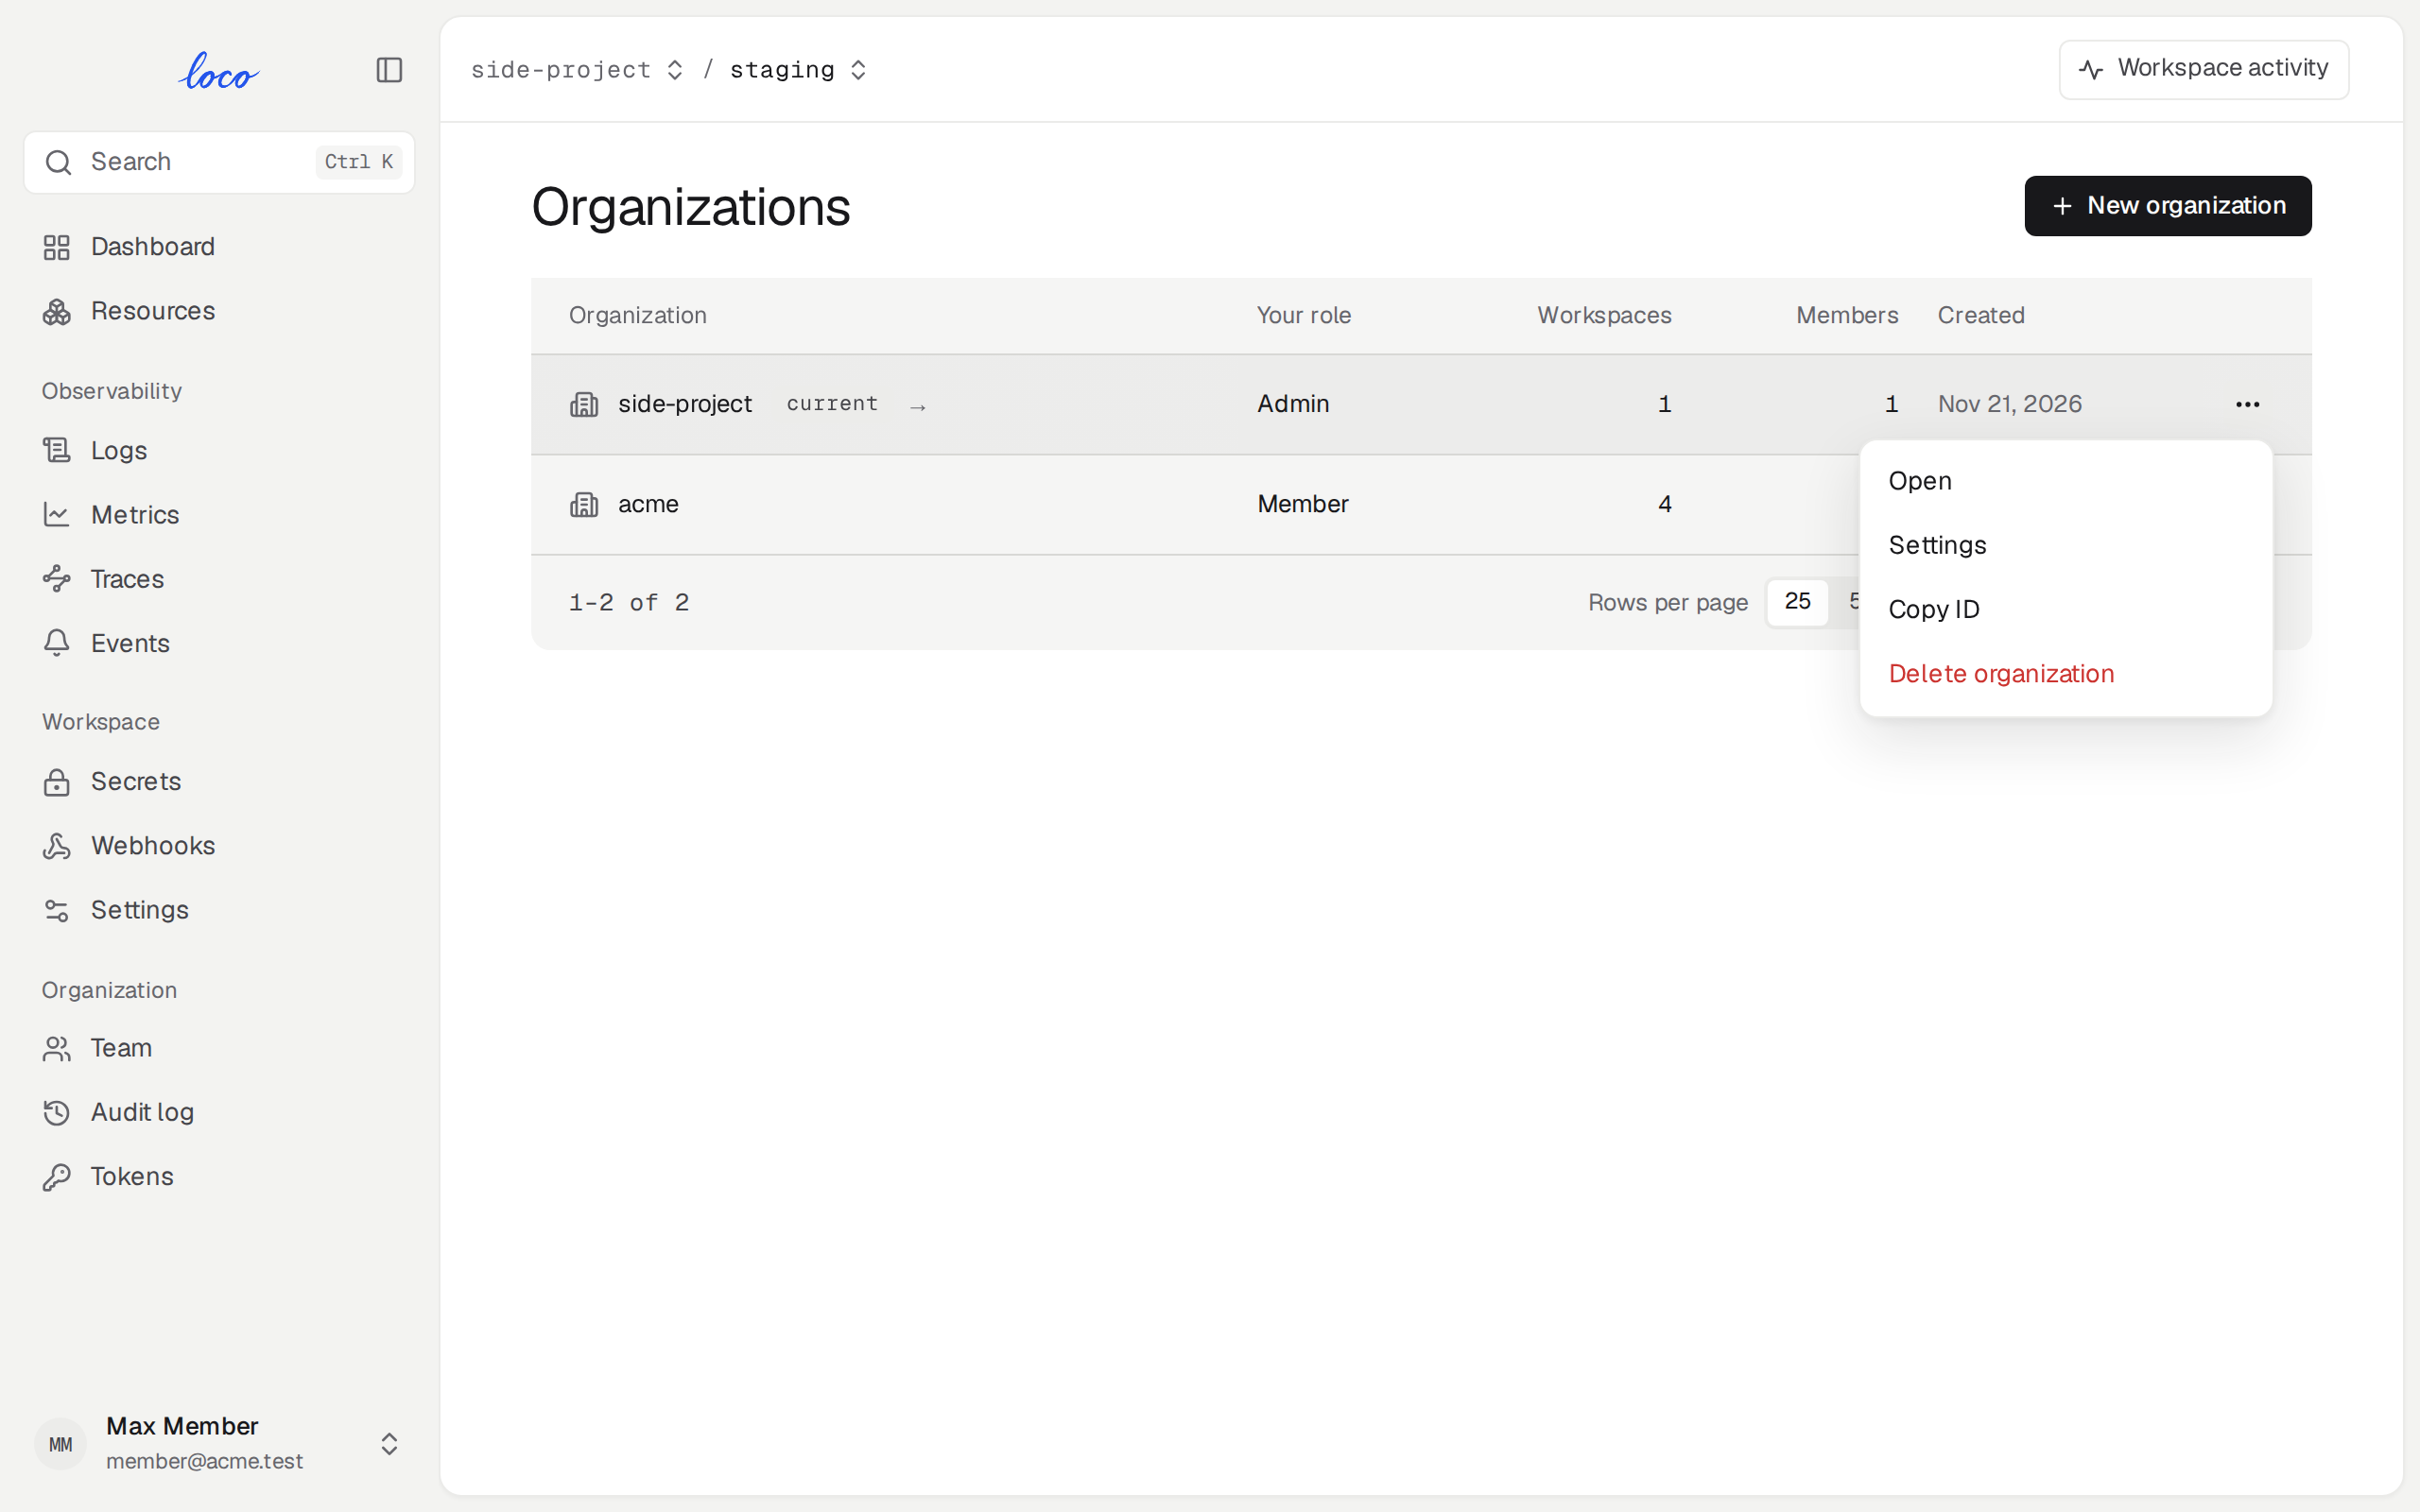 loco
Search Ctrl K
Dashboard
Resources
Observability
Logs
Metrics
Traces
Events
Workspace
Secrets
Webhooks
Settings
Organization
Team
Audit log
Tokens
MM
Max Member
member@acme.test
side-project / staging
Workspace activity
Organizations
+ New organization
Organization Your role Workspaces Members Created
side-project current → Admin 1 1 Nov 21, 2026
acme Member 4
1–2 of 2 Rows per page 25
Open
Settings
Copy ID
Delete organization